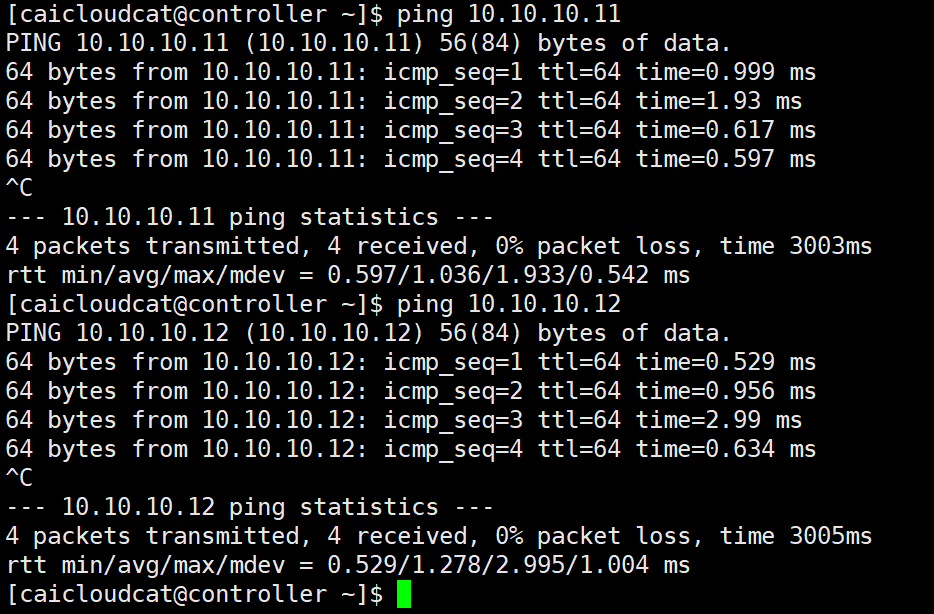 [caicloudcat@controller ~]$ ping 10.10.10.11
PING 10.10.10.11 (10.10.10.11) 56(84) bytes of data.
64 bytes from 10.10.10.11: icmp_seq=1 ttl=64 time=0.999 ms
64 bytes from 10.10.10.11: icmp_seq=2 ttl=64 time=1.93 ms
64 bytes from 10.10.10.11: icmp_seq=3 ttl=64 time=0.617 ms
64 bytes from 10.10.10.11: icmp_seq=4 ttl=64 time=0.597 ms
^C
--- 10.10.10.11 ping statistics ---
4 packets transmitted, 4 received, 0% packet loss, time 3003ms
rtt min/avg/max/mdev = 0.597/1.036/1.933/0.542 ms
[caicloudcat@controller ~]$ ping 10.10.10.12
PING 10.10.10.12 (10.10.10.12) 56(84) bytes of data.
64 bytes from 10.10.10.12: icmp_seq=1 ttl=64 time=0.529 ms
64 bytes from 10.10.10.12: icmp_seq=2 ttl=64 time=0.956 ms
64 bytes from 10.10.10.12: icmp_seq=3 ttl=64 time=2.99 ms
64 bytes from 10.10.10.12: icmp_seq=4 ttl=64 time=0.634 ms
^C
--- 10.10.10.12 ping statistics ---
4 packets transmitted, 4 received, 0% packet loss, time 3005ms
rtt min/avg/max/mdev = 0.529/1.278/2.995/1.004 ms
[caicloudcat@controller ~]$